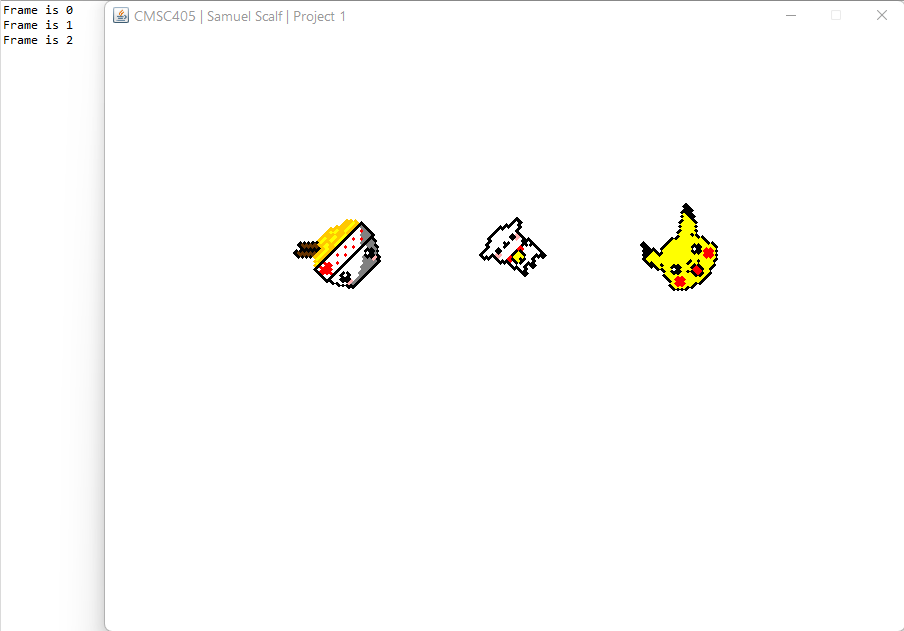 Frame is 0
Frame is 1
Frame is 2
CMSC405 | Samuel Scalf | Project 1